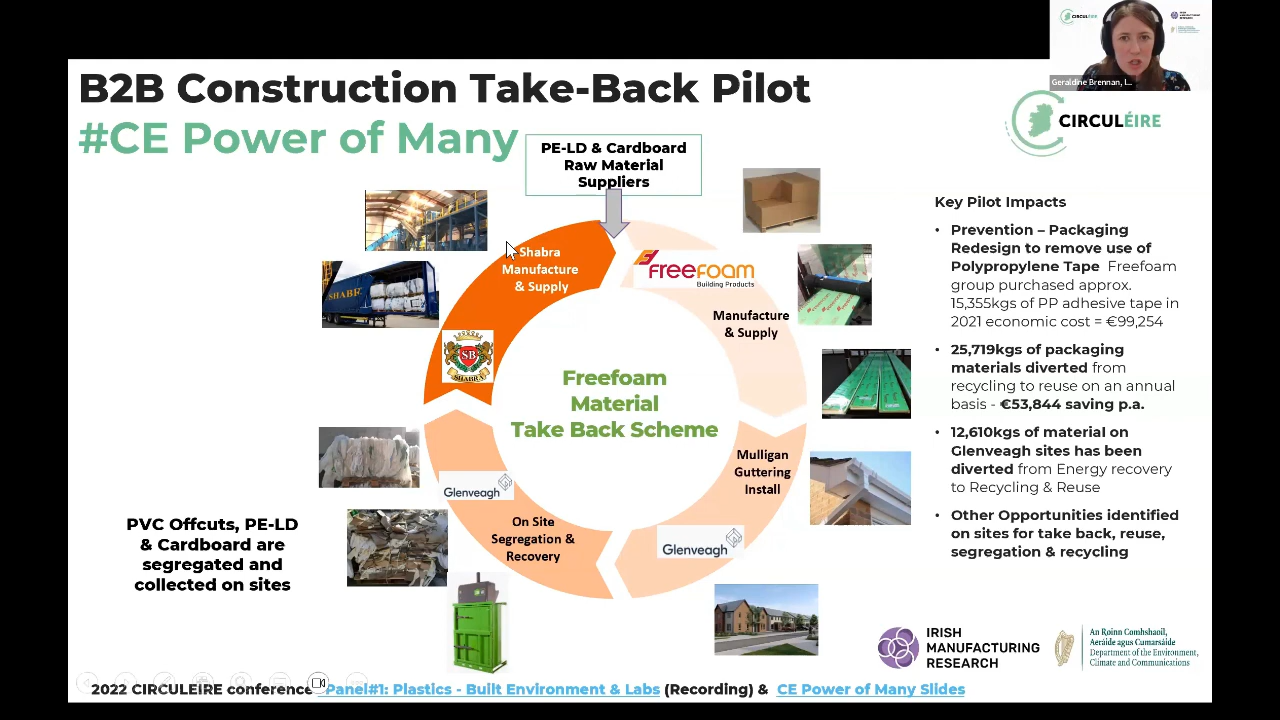 B2B Construction Take-Back Pilot
#CE Power of Many
CIRCULÉIRE
Geraldine Brennan, I...
CIRCULÉIRE
PE-LD & Cardboard
Raw Material
Suppliers
Shabra
Manufacture
& Supply
SHABRA
SB
SHABRA
Freefoam
Building Products
Manufacture
& Supply
Freefoam
Material
Take Back Scheme
Mulligan
Guttering
Install
Glenveagh
Glenveagh
On Site
Segregation &
Recovery
PVC Offcuts, PE-LD
& Cardboard are
segregated and
collected on sites
Key Pilot Impacts
• Prevention – Packaging
Redesign to remove use of
Polypropylene Tape Freefoam
group purchased approx.
15,355kgs of PP adhesive tape in
2021 economic cost = €99,254
• 25,719kgs of packaging
materials diverted from
recycling to reuse on an annual
basis - €53,844 saving p.a.
• 12,610kgs of material on
Glenveagh sites has been
diverted from Energy recovery
to Recycling & Reuse
• Other Opportunities identified
on sites for take back, reuse,
segregation & recycling
IRISH
MANUFACTURING
RESEARCH
An Roinn Comhshaoil,
Aeráide agus Cumarsáide
Department of the Environment,
Climate and Communications
2022 CIRCULEIRE conference Panel#1: Plastics - Built Environment & Labs (Recording) & CE Power of Many Slides